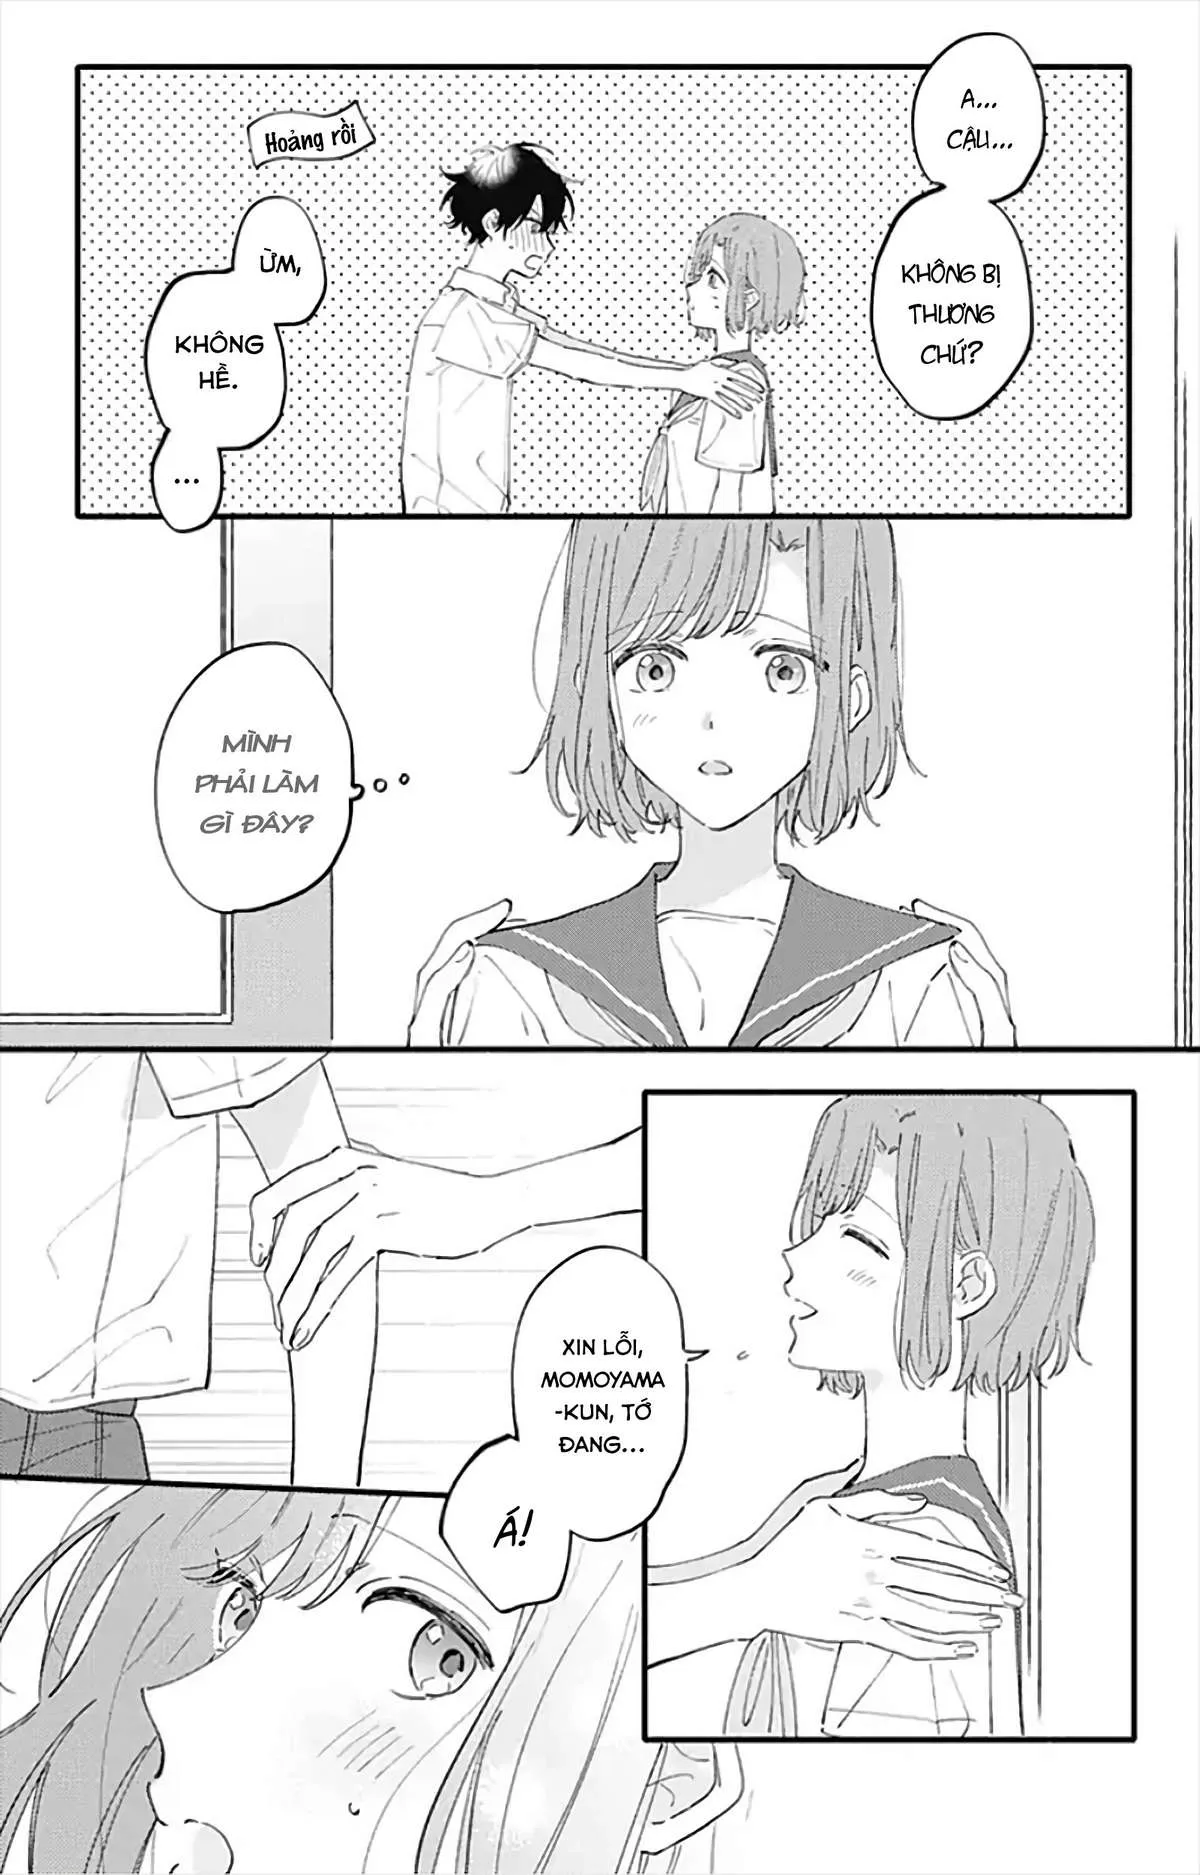 A...
CẬU...
KHÔNG BỊ
THƯƠNG
CHỨ?
Hoảng rồi
ỪM,
KHÔNG
HỀ.
...
MÌNH
PHẢI LÀM
GÌ ĐÂY?
XIN LỖI,
MOMOYAMA
-KUN, TỚ
ĐANG...
Á!